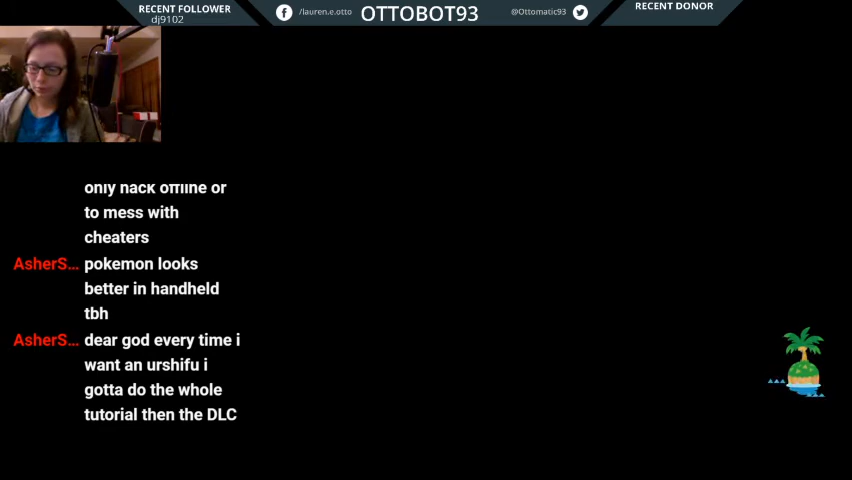 RECENT FOLLOWER
dj9102
/lauren.e.otto
OTTOBOT93
@Ottomatic93
RECENT DONOR
only hack offline or
to mess with
cheaters
AsherS... pokemon looks
better in handheld
tbh
AsherS... dear god every time i
want an urshifu i
gotta do the whole
tutorial then the DLC